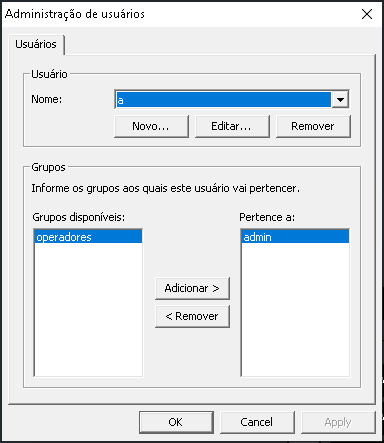 Administração de usuários
Usuários
Usuário
Nome:
a
Novo...
Editar...
Remover
Grupos
Informe os grupos aos quais este usuário vai pertencer.
Grupos disponíveis:
Pertence a:
operadores
admin
Adicionar >
< Remover
OK
Cancel
Apply